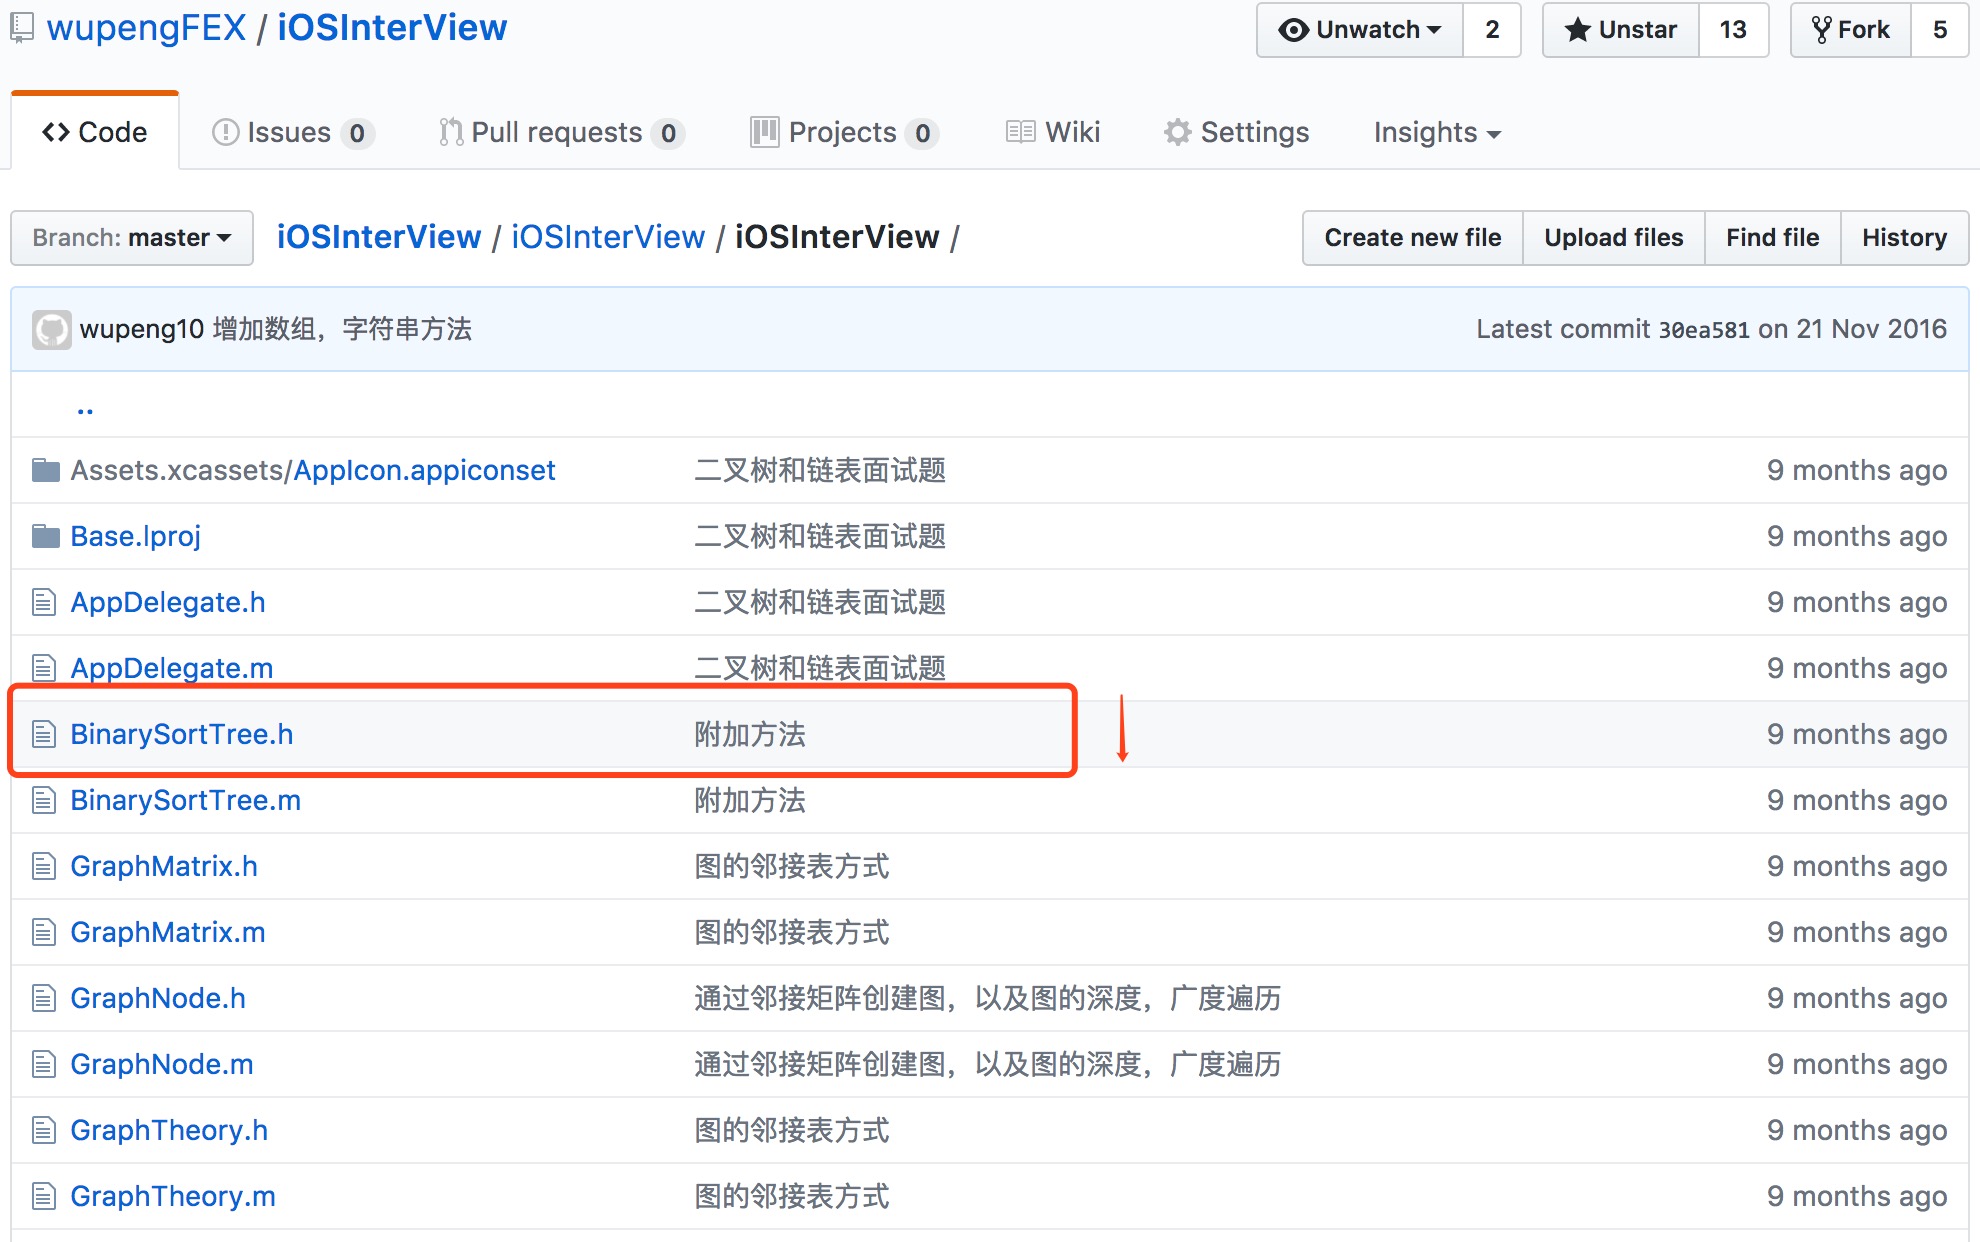 wupengFEX / iOSInterView Unwatch 2 Unstar 13 Fork 5
Code Issues 0 Pull requests 0 Projects 0 Wiki Settings Insights
Branch: master iOSInterView / iOSInterView / iOSInterView / Create new file Upload files Find file History
wupeng10 增加数组，字符串方法 Latest commit 30ea581 on 21 Nov 2016
..
Assets.xcassets/AppIcon.appiconset 二叉树和链表面试题 9 months ago
Base.lproj 二叉树和链表面试题 9 months ago
AppDelegate.h 二叉树和链表面试题 9 months ago
AppDelegate.m 二叉树和链表面试题 9 months ago
BinarySortTree.h 附加方法 9 months ago
BinarySortTree.m 附加方法 9 months ago
GraphMatrix.h 图的邻接表方式 9 months ago
GraphMatrix.m 图的邻接表方式 9 months ago
GraphNode.h 通过邻接矩阵创建图，以及图的深度，广度遍历 9 months ago
GraphNode.m 通过邻接矩阵创建图，以及图的深度，广度遍历 9 months ago
GraphTheory.h 图的邻接表方式 9 months ago
GraphTheory.m 图的邻接表方式 9 months ago